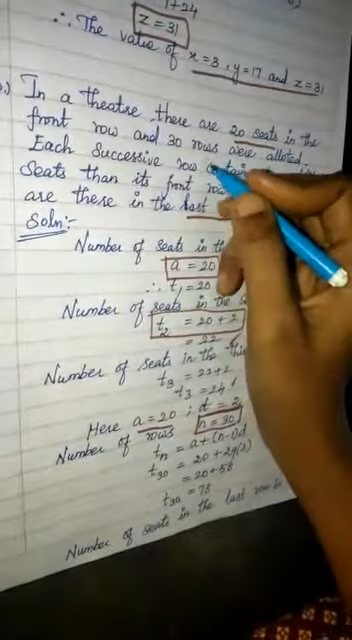 1+24
z = 31
∴ The value of x = 3, y = 17 and z = 31
In a theatre, there are 20 seats in the
front row and 30 rows were alloted.
Each successive row
seats than its front row
are these in the last
Soln:-
Number of seats in the
a = 20
∴ t1 = 20
Number of seats in the
t2 = 20 + 2
= 22
Number of seats in the
t3 = 22+2
t3 = 24
Here a = 20 ; d = 2
Number of rows n = 30
tn = a+(n-1)d
t30 = 20 + 29(2)
= 20+58
t30 = 78
Number of seats in the last row